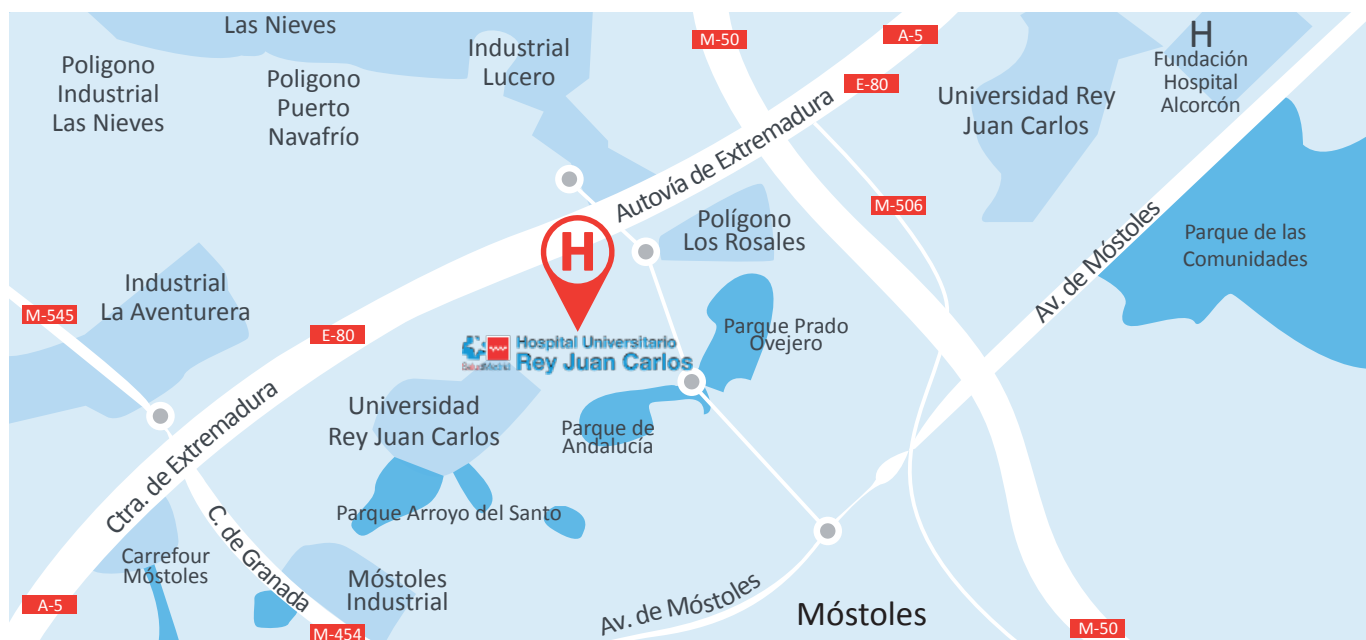 Las Nieves
Poligono
Industrial
Las Nieves
Poligono
Puerto
Navafrío
Industrial
Lucero
M-50
A-5
E-80
H
Fundación
Hospital
Alcorcón
Universidad Rey
Juan Carlos
Autovía de Extremadura
M-506
Polígono
Los Rosales
Av. de Móstoles
Parque de las
Comunidades
H
Industrial
La Aventurera
M-545
E-80
Hospital Universitario
Rey Juan Carlos
SaludMadrid
Parque Prado
Ovejero
Ctra. de Extremadura
Universidad
Rey Juan Carlos
Parque de
Andalucía
Parque Arroyo del Santo
C. de Granada
Carrefour
Móstoles
Móstoles
Industrial
A-5
M-454
Av. de Móstoles
Móstoles
M-50